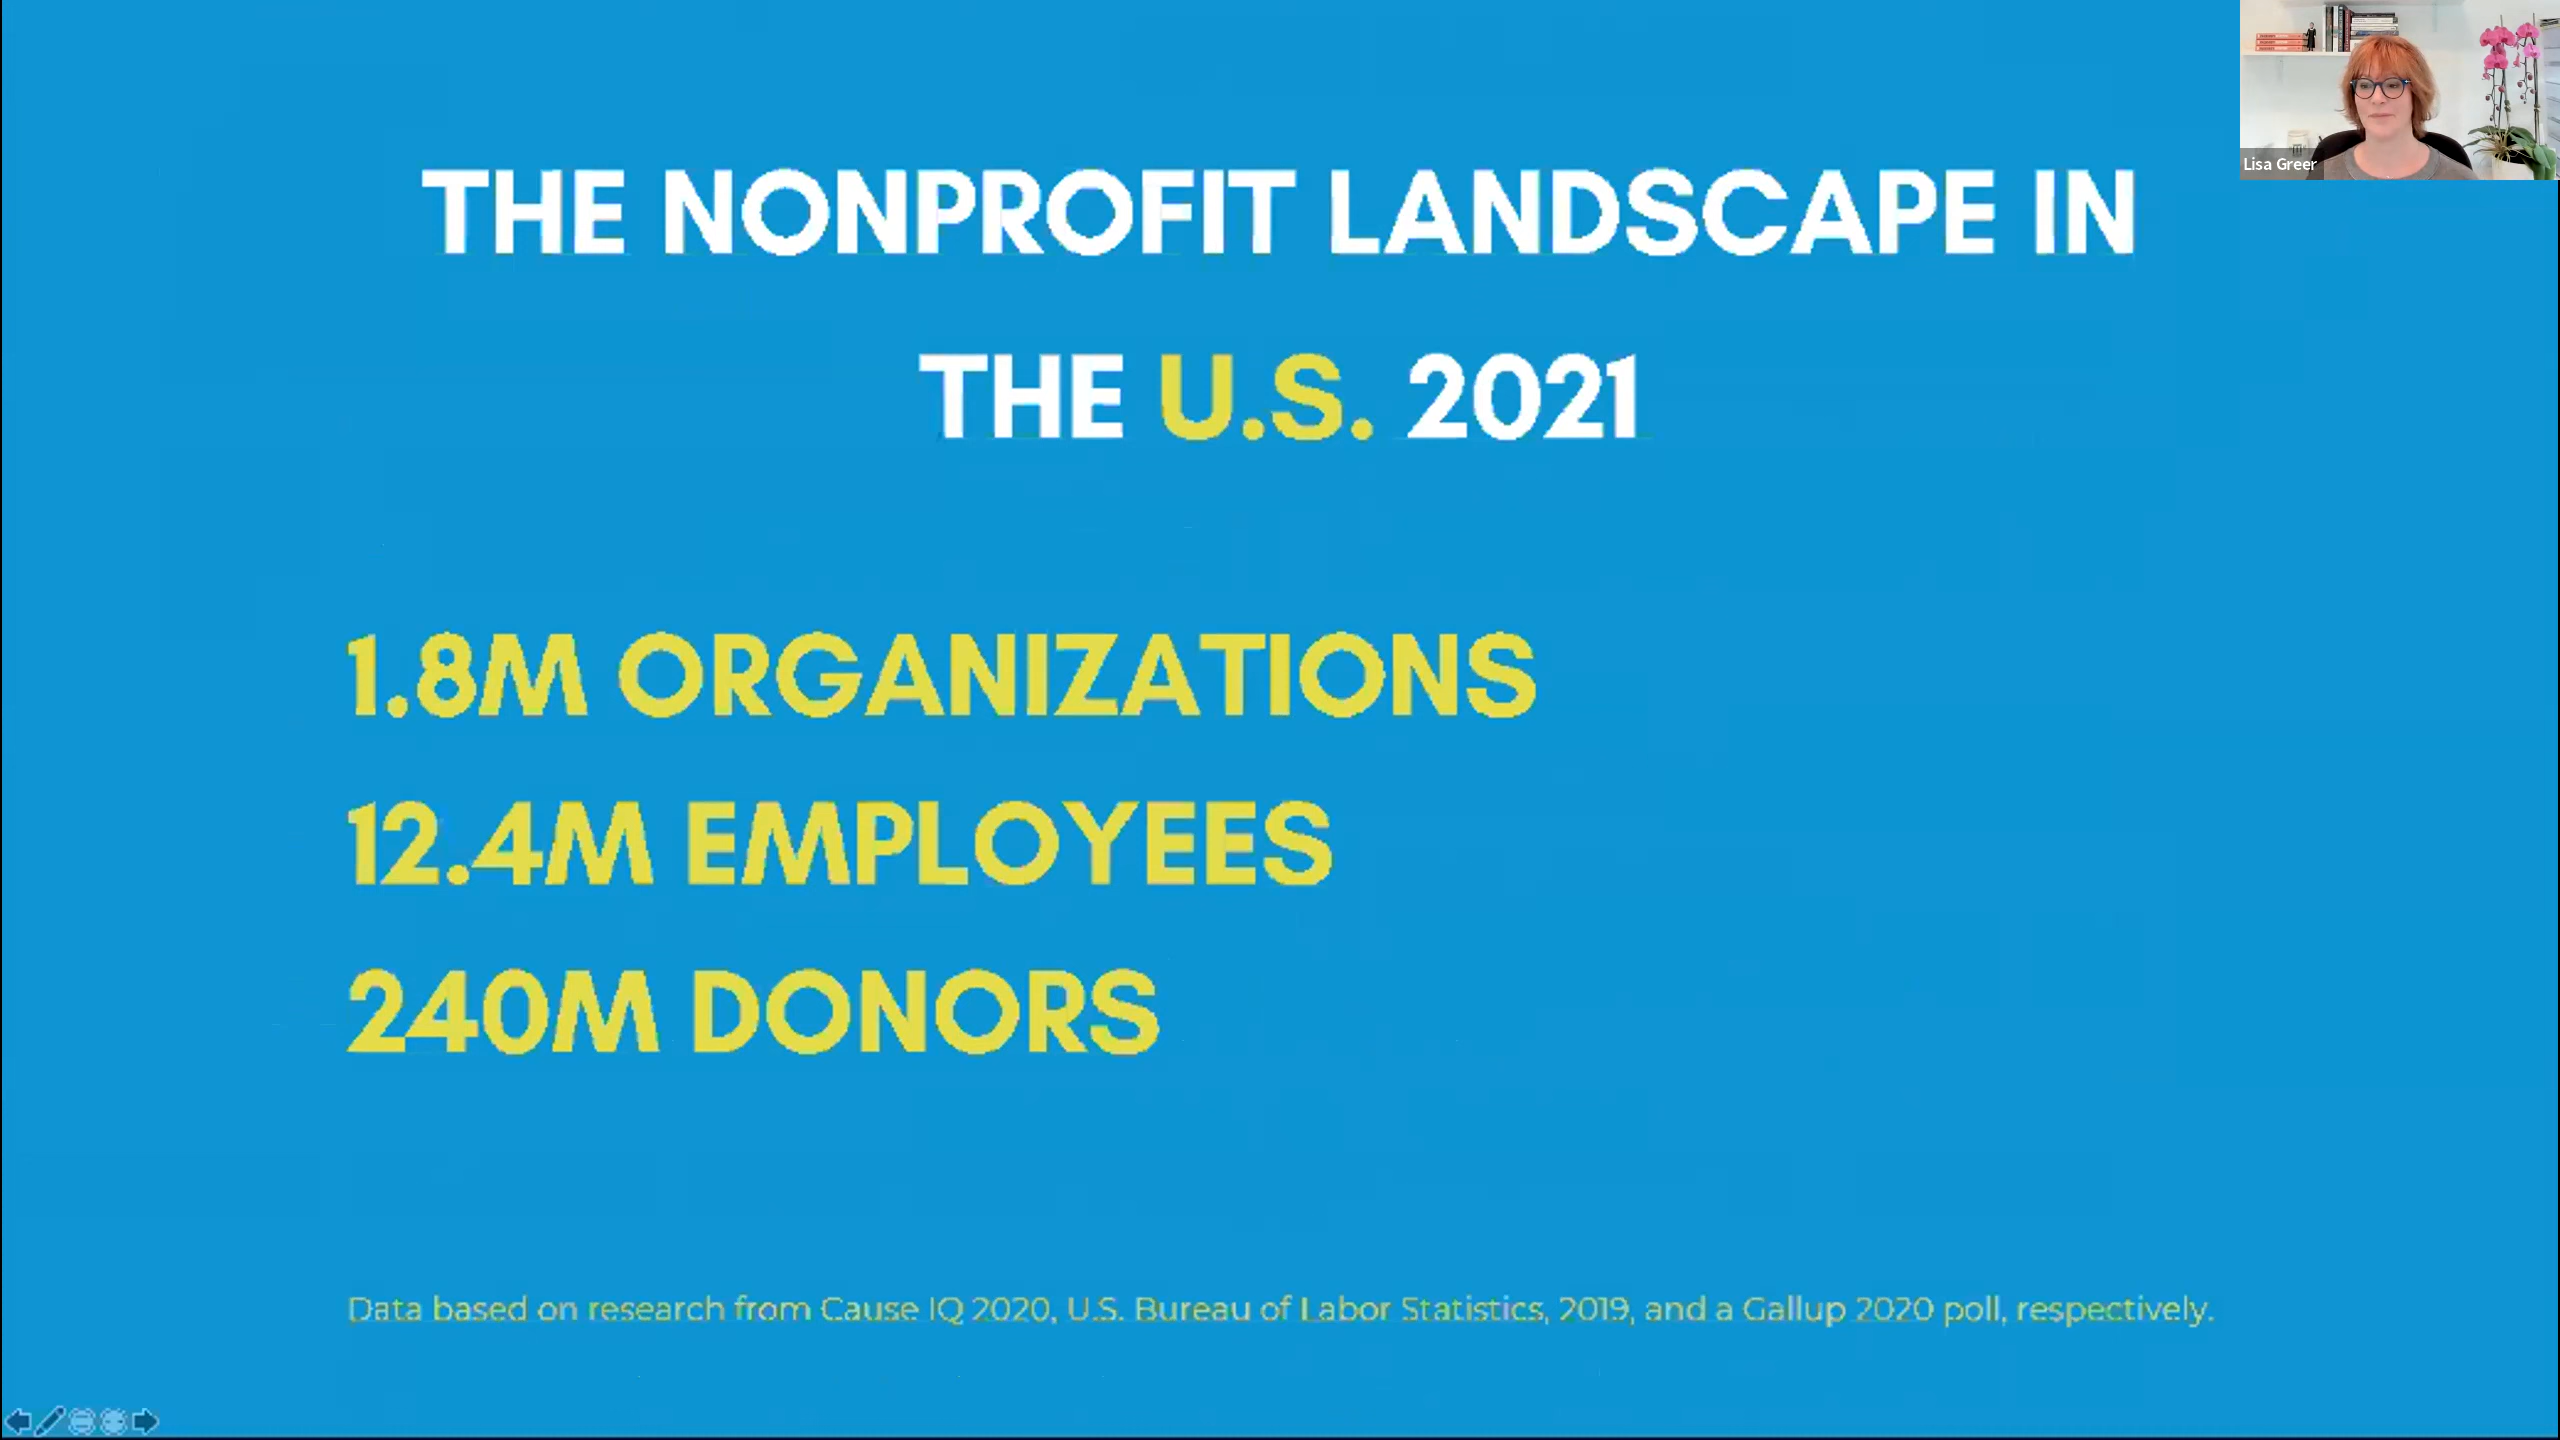 THE NONPROFIT LANDSCAPE IN
THE U.S. 2021
1.8M ORGANIZATIONS
12.4M EMPLOYEES
240M DONORS
Data based on research from Cause IQ 2020, U.S. Bureau of Labor Statistics, 2019, and a Gallup 2020 poll, respectively.
Lisa Greer